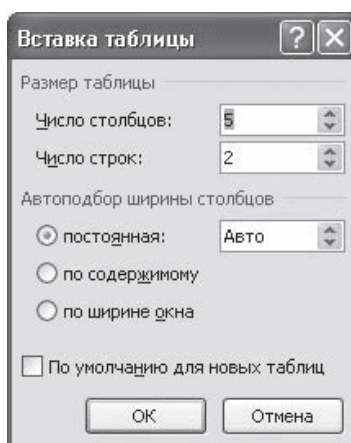 Вставка таблицы
Размер таблицы
Число столбцов: 5
Число строк: 2
Автоподбор ширины столбцов
постоянная: Авто
по содержимому
по ширине окна
По умолчанию для новых таблиц
ОК Отмена